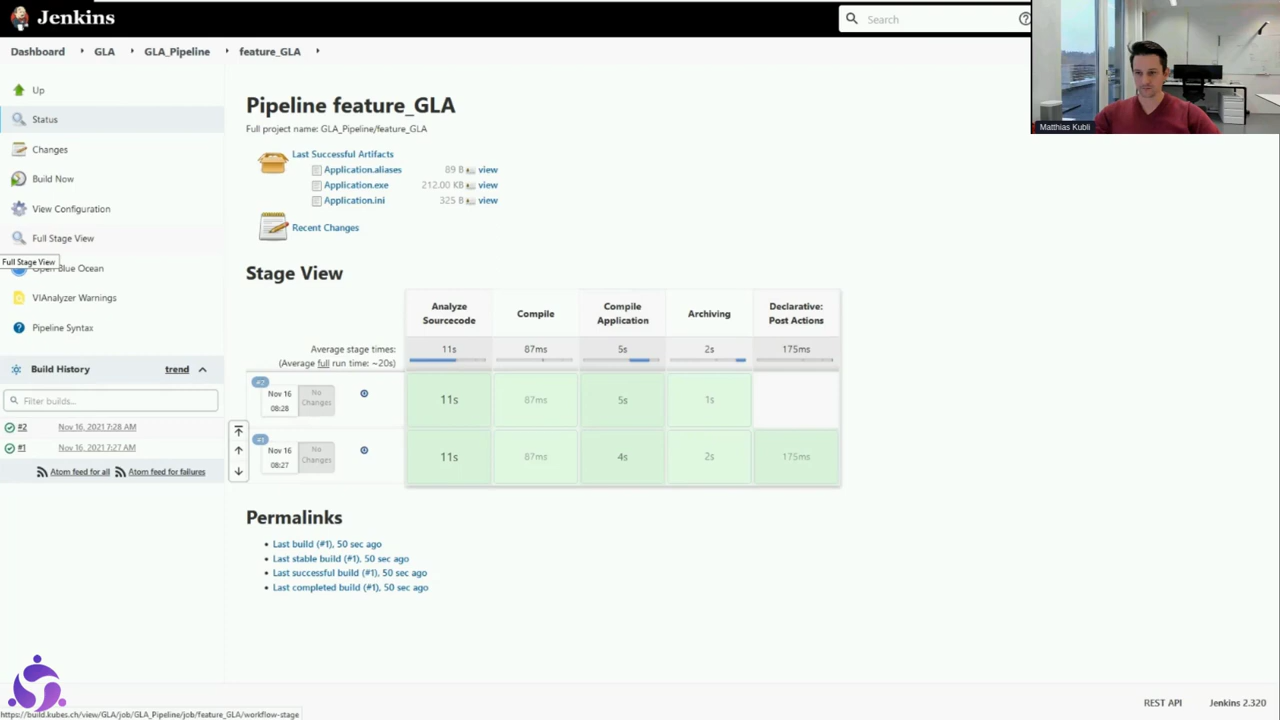 Jenkins
Search
Dashboard GLA GLA_Pipeline feature_GLA
Matthias Kubli
Up
Status
Changes
Build Now
View Configuration
Full Stage View
Full Stage View
Open Blue Ocean
VIAnalyzer Warnings
Pipeline Syntax
Build History trend
Filter builds...
#2 Nov 16, 2021 7:28 AM
#1 Nov 16, 2021 7:27 AM
Atom feed for all Atom feed for failures
Pipeline feature_GLA
Full project name: GLA_Pipeline/feature_GLA
Last Successful Artifacts
Application.aliases 89 B view
Application.exe 212.00 KB view
Application.ini 325 B view
Recent Changes
Stage View
Analyze Sourcecode
Compile
Compile Application
Archiving
Declarative: Post Actions
Average stage times: 11s 87ms 5s 2s 175ms
(Average full run time: ~20s)
#2
Nov 16
08:28
No Changes
11s 87ms 5s 1s
#1
Nov 16
08:27
No Changes
11s 87ms 4s 2s 175ms
Permalinks
Last build (#1), 50 sec ago
Last stable build (#1), 50 sec ago
Last successful build (#1), 50 sec ago
Last completed build (#1), 50 sec ago
https://build.kubes.ch/view/GLA/job/GLA_Pipeline/job/feature_GLA/workflow-stage
REST API Jenkins 2.320